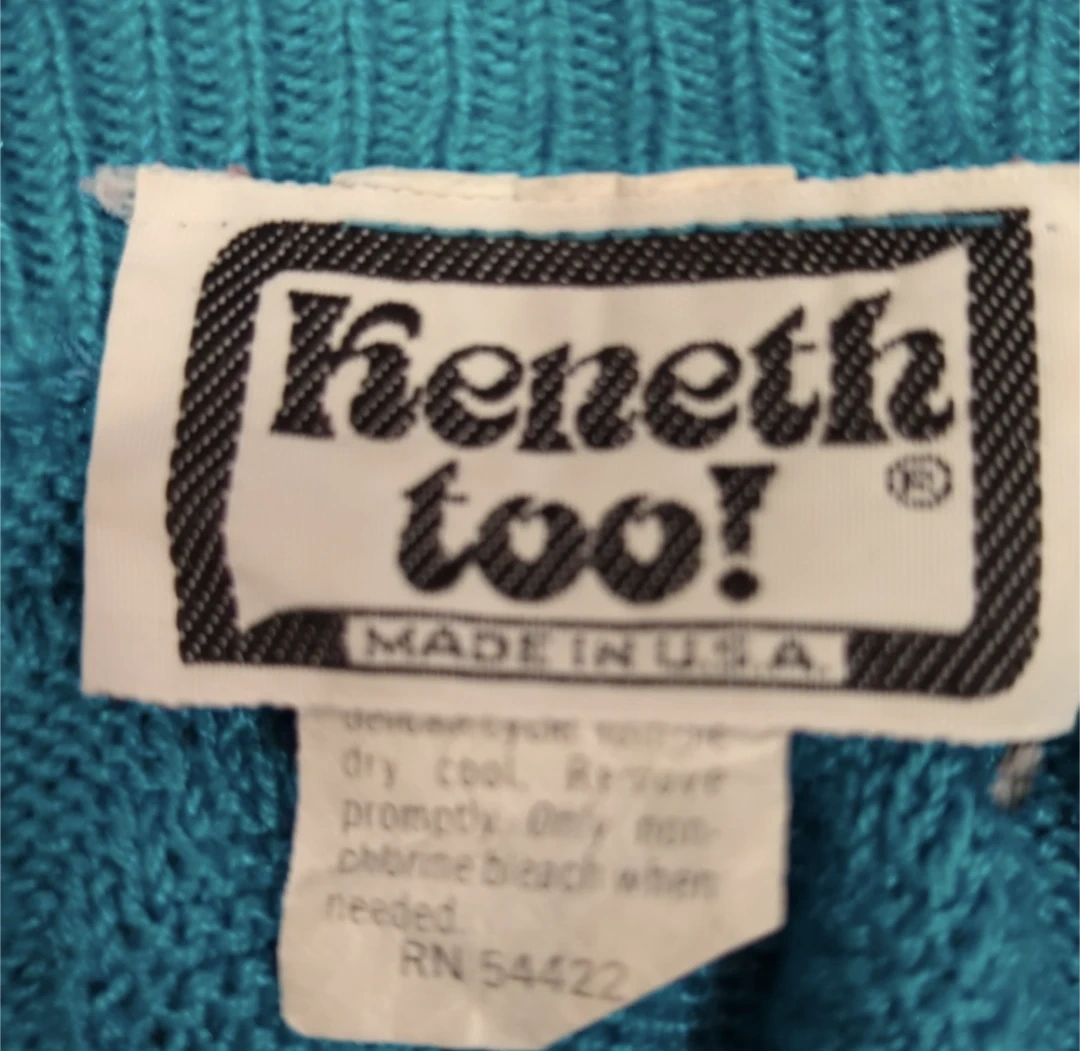 Keneth
too!
®
MADE IN U.S.A.
dry cool. Remove
promptly. Only non-
chlorine bleach when
needed.
RN 54422